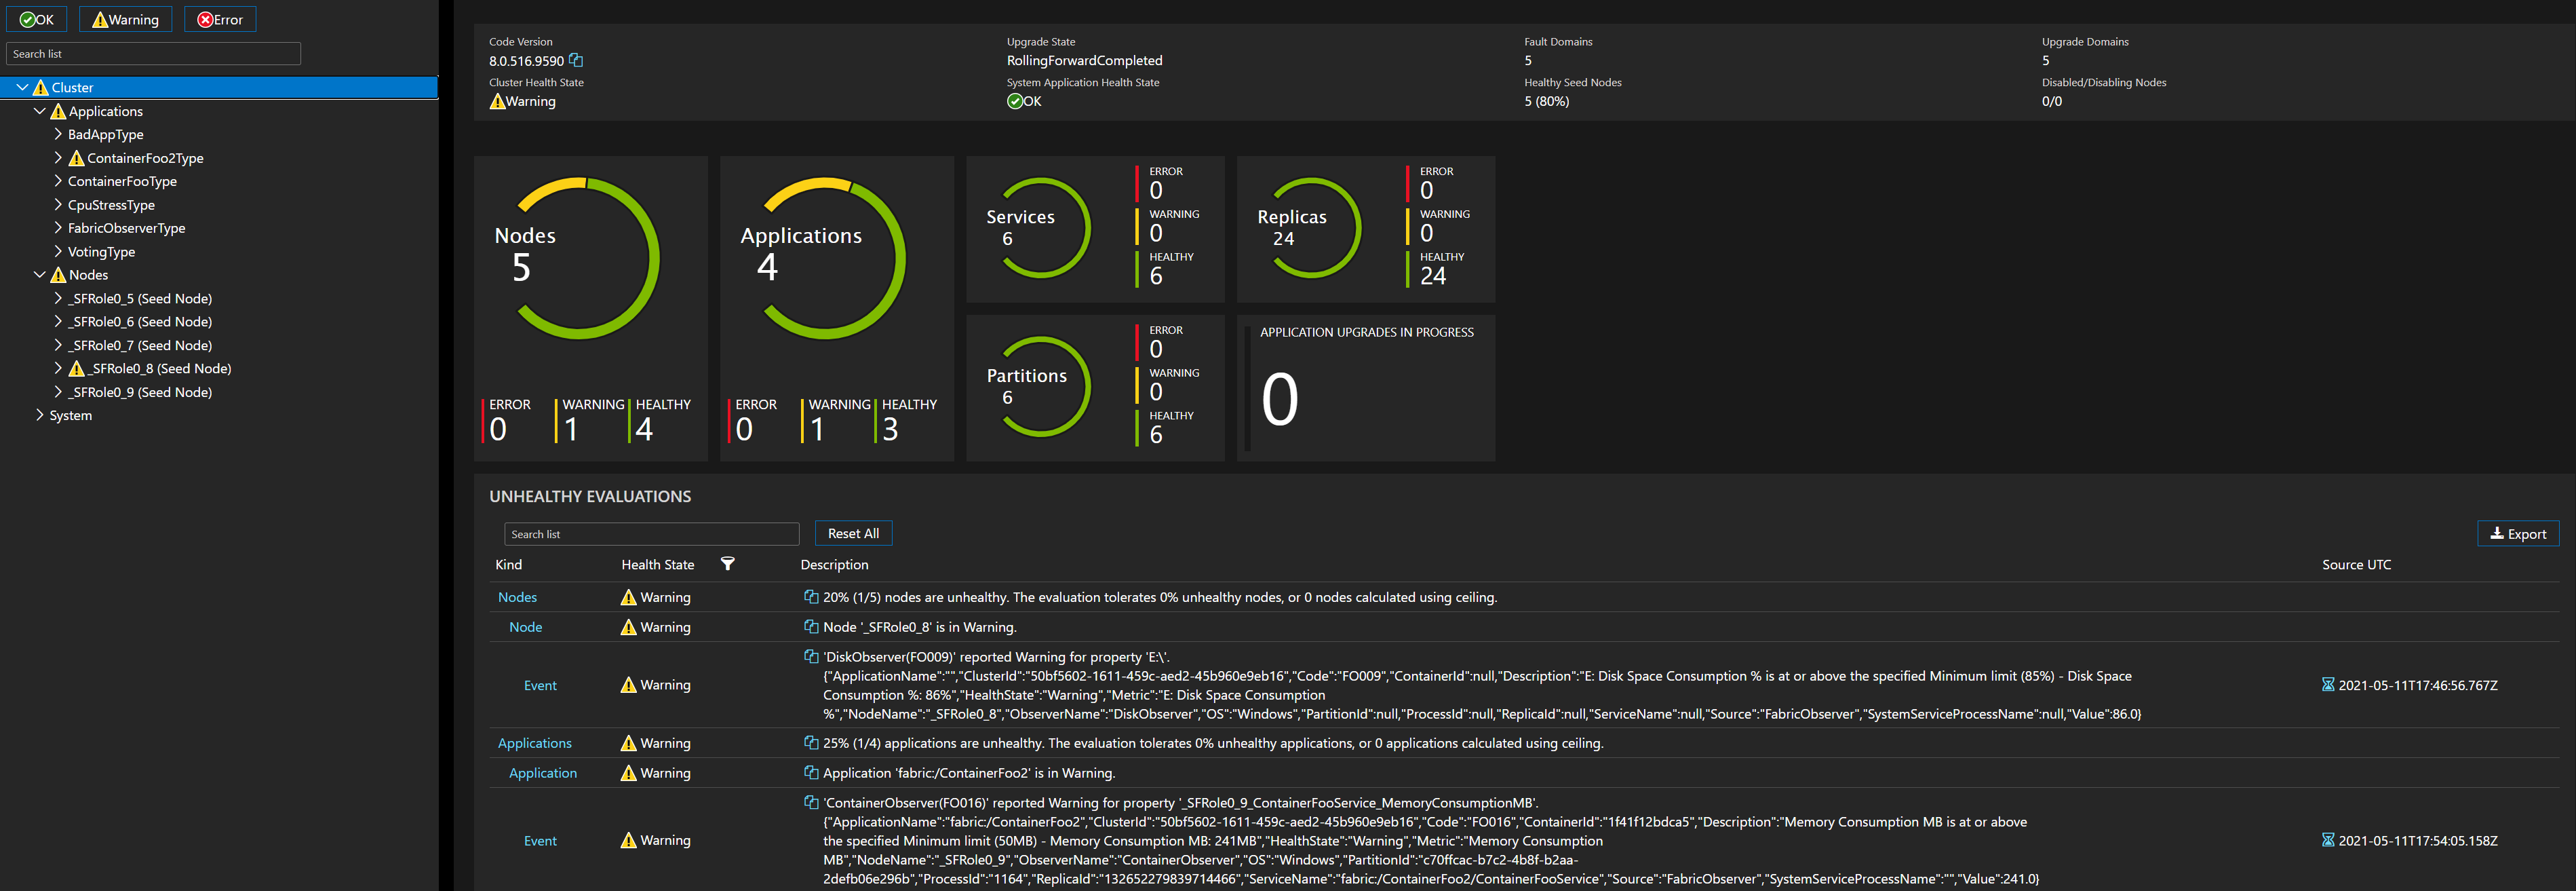 OK Warning Error
Search list
Cluster
Applications
BadAppType
ContainerFoo2Type
ContainerFooType
CpuStressType
FabricObserverType
VotingType
Nodes
_SFRole0_5 (Seed Node)
_SFRole0_6 (Seed Node)
_SFRole0_7 (Seed Node)
_SFRole0_8 (Seed Node)
_SFRole0_9 (Seed Node)
System
Code Version Upgrade State Fault Domains Upgrade Domains
8.0.516.9590 RollingForwardCompleted 5 5
Cluster Health State System Application Health State Healthy Seed Nodes Disabled/Disabling Nodes
Warning OK 5 (80%) 0/0
Nodes
5
ERROR WARNING HEALTHY
0 1 4
Applications
4
ERROR WARNING HEALTHY
0 1 3
Services
6
ERROR
0
WARNING
0
HEALTHY
6
Replicas
24
ERROR
0
WARNING
0
HEALTHY
24
Partitions
6
ERROR
0
WARNING
0
HEALTHY
6
APPLICATION UPGRADES IN PROGRESS
0
UNHEALTHY EVALUATIONS
Search list Reset All Export
Kind Health State Description Source UTC
Nodes Warning 20% (1/5) nodes are unhealthy. The evaluation tolerates 0% unhealthy nodes, or 0 nodes calculated using ceiling.
Node Warning Node '_SFRole0_8' is in Warning.
'DiskObserver(FO009)' reported Warning for property 'E:\'.
{"ApplicationName":"","ClusterId":"50bf5602-1611-459c-aed2-45b960e9eb16","Code":"FO009","ContainerId":null,"Description":"E: Disk Space Consumption % is at or above the specified Minimum limit (85%) - Disk Space
Event Warning Consumption %: 86%","HealthState":"Warning","Metric":"E: Disk Space Consumption 2021-05-11T17:46:56.767Z
%","NodeName":"_SFRole0_8","ObserverName":"DiskObserver","OS":"Windows","PartitionId":null,"ProcessId":null,"ReplicaId":null,"ServiceName":null,"Source":"FabricObserver","SystemServiceProcessName":null,"Value":86.0}
Applications Warning 25% (1/4) applications are unhealthy. The evaluation tolerates 0% unhealthy applications, or 0 applications calculated using ceiling.
Application Warning Application 'fabric:/ContainerFoo2' is in Warning.
'ContainerObserver(FO016)' reported Warning for property '_SFRole0_9_ContainerFooService_MemoryConsumptionMB'.
{"ApplicationName":"fabric:/ContainerFoo2","ClusterId":"50bf5602-1611-459c-aed2-45b960e9eb16","Code":"FO016","ContainerId":"1f41f12bdca5","Description":"Memory Consumption MB is at or above
Event Warning the specified Minimum limit (50MB) - Memory Consumption MB: 241MB","HealthState":"Warning","Metric":"Memory Consumption 2021-05-11T17:54:05.158Z
MB","NodeName":"_SFRole0_9","ObserverName":"ContainerObserver","OS":"Windows","PartitionId":"c70ffcac-b7c2-4b8f-b2aa-
2defb06e296b","ProcessId":"1164","ReplicaId":"132652279839714466","ServiceName":"fabric:/ContainerFoo2/ContainerFooService","Source":"FabricObserver","SystemServiceProcessName":"","Value":241.0}